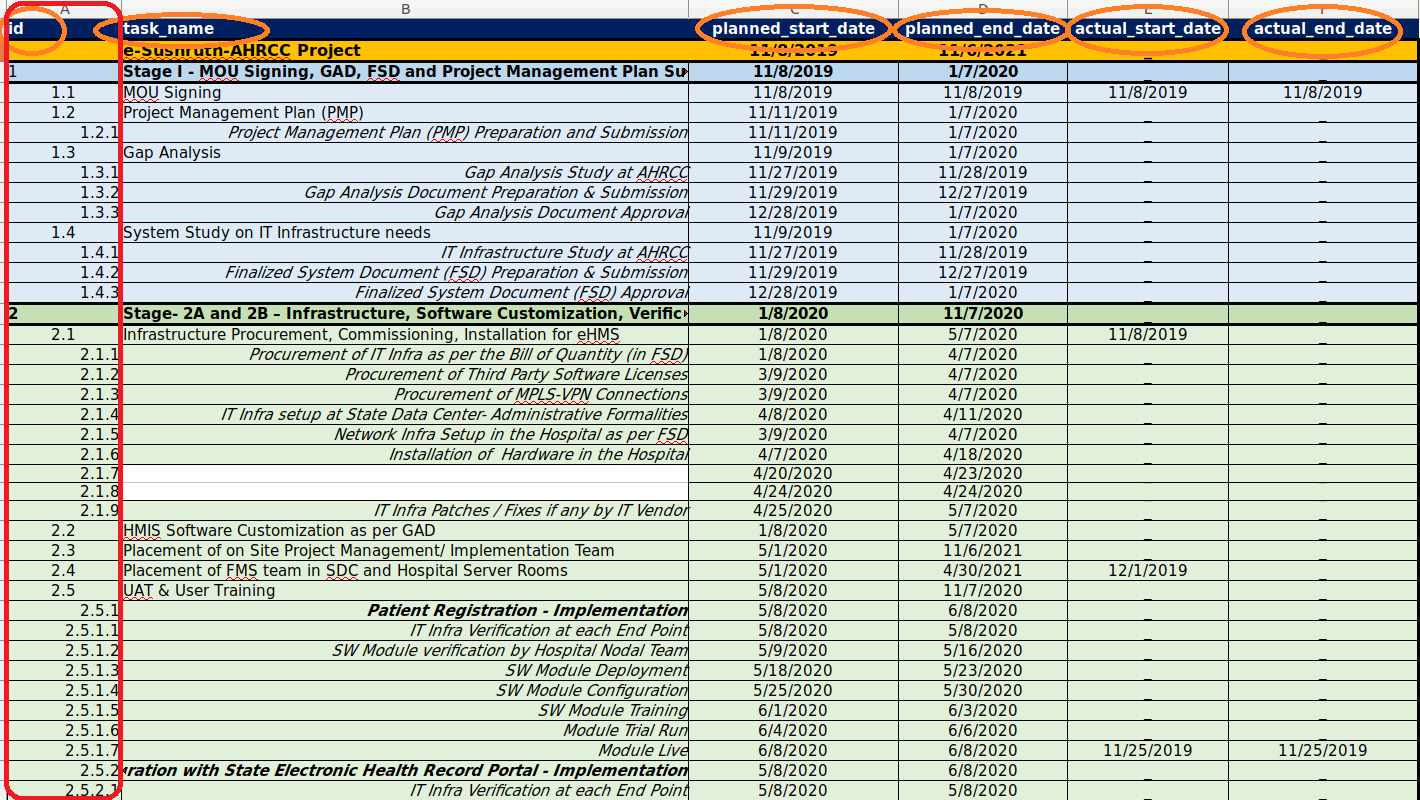 A B C D E F
id task_name planned_start_date planned_end_date actual_start_date actual_end_date
e-Sushruth-AHRCC Project 11/8/2019 11/6/2021 _
1 Stage I - MOU Signing, GAD, FSD and Project Management Plan Su 11/8/2019 1/7/2020 _ _
1.1 MOU Signing 11/8/2019 11/8/2019 11/8/2019 11/8/2019
1.2 Project Management Plan (PMP) 11/11/2019 1/7/2020 _ _
1.2.1 Project Management Plan (PMP) Preparation and Submission 11/11/2019 1/7/2020 _ _
1.3 Gap Analysis 11/9/2019 1/7/2020 _ _
1.3.1 Gap Analysis Study at AHRCC 11/27/2019 11/28/2019 _ _
1.3.2 Gap Analysis Document Preparation & Submission 11/29/2019 12/27/2019 _ _
1.3.3 Gap Analysis Document Approval 12/28/2019 1/7/2020 _ _
1.4 System Study on IT Infrastructure needs 11/9/2019 1/7/2020 _ _
1.4.1 IT Infrastructure Study at AHRCC 11/27/2019 11/28/2019 _ _
1.4.2 Finalized System Document (FSD) Preparation & Submission 11/29/2019 12/27/2019 _ _
1.4.3 Finalized System Document (FSD) Approval 12/28/2019 1/7/2020 _ _
2 Stage- 2A and 2B – Infrastructure, Software Customization, Verific 1/8/2020 11/7/2020 _ _
2.1 Infrastructure Procurement, Commissioning, Installation for eHMS 1/8/2020 5/7/2020 11/8/2019 _
2.1.1 Procurement of IT Infra as per the Bill of Quantity (in FSD) 1/8/2020 4/7/2020 _ _
2.1.2 Procurement of Third Party Software Licenses 3/9/2020 4/7/2020 _ _
2.1.3 Procurement of MPLS-VPN Connections 3/9/2020 4/7/2020 _ _
2.1.4 IT Infra setup at State Data Center- Administrative Formalities 4/8/2020 4/11/2020 _ _
2.1.5 Network Infra Setup in the Hospital as per FSD 3/9/2020 4/7/2020 _ _
2.1.6 Installation of Hardware in the Hospital 4/7/2020 4/18/2020 _ _
2.1.7 4/20/2020 4/23/2020 _ _
2.1.8 4/24/2020 4/24/2020 _ _
2.1.9 IT Infra Patches / Fixes if any by IT Vendor 4/25/2020 5/7/2020 _ _
2.2 HMIS Software Customization as per GAD 1/8/2020 5/7/2020 _ _
2.3 Placement of on Site Project Management/ Implementation Team 5/1/2020 11/6/2021 _ _
2.4 Placement of FMS team in SDC and Hospital Server Rooms 5/1/2020 4/30/2021 12/1/2019 _
2.5 UAT & User Training 5/8/2020 11/7/2020 _ _
2.5.1 Patient Registration - Implementation 5/8/2020 6/8/2020 _ _
2.5.1.1 IT Infra Verification at each End Point 5/8/2020 5/8/2020 _ _
2.5.1.2 SW Module verification by Hospital Nodal Team 5/9/2020 5/16/2020 _ _
2.5.1.3 SW Module Deployment 5/18/2020 5/23/2020 _ _
2.5.1.4 SW Module Configuration 5/25/2020 5/30/2020 _ _
2.5.1.5 SW Module Training 6/1/2020 6/3/2020 _ _
2.5.1.6 Module Trial Run 6/4/2020 6/6/2020 _ _
2.5.1.7 Module Live 6/8/2020 6/8/2020 11/25/2019 11/25/2019
2.5.2 ration with State Electronic Health Record Portal - Implementation 5/8/2020 6/8/2020 _ _
2.5.2.1 IT Infra Verification at each End Point 5/8/2020 5/8/2020 _ _